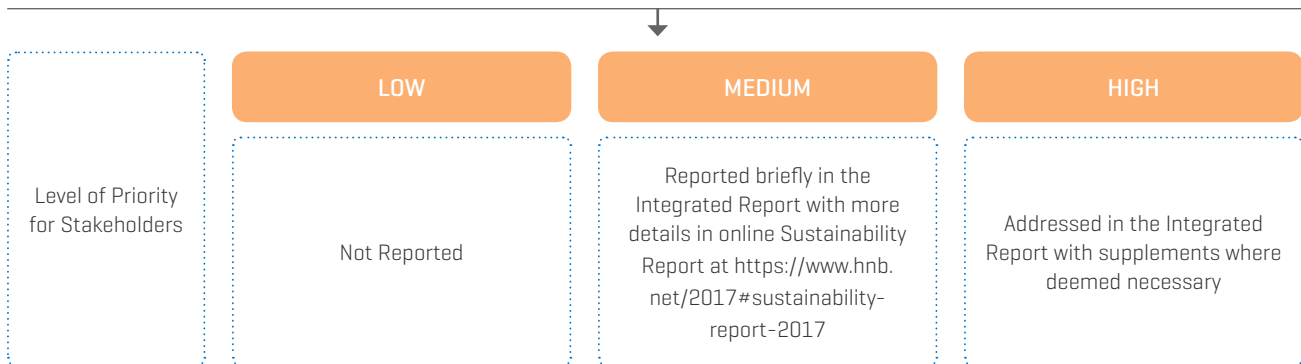 LOW
MEDIUM
HIGH
Level of Priority
for Stakeholders
Not Reported
Reported briefly in the
Integrated Report with more
details in online Sustainability
Report at https://www.hnb.
net/2017#sustainability-
report-2017
Addressed in the Integrated
Report with supplements where
deemed necessary